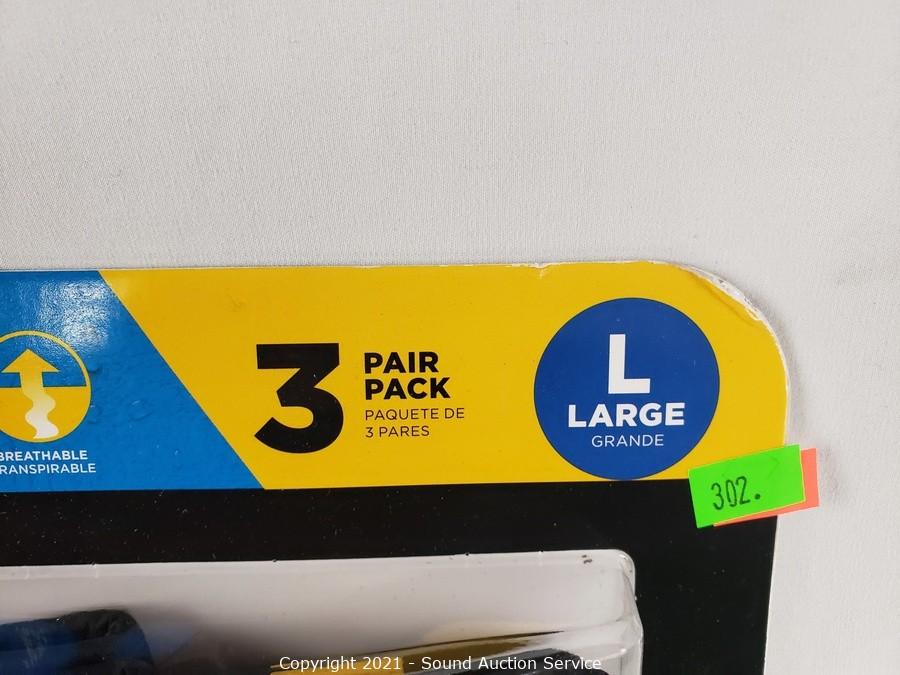 3 PAIR
PACK
PAQUETE DE
3 PARES
L
LARGE
GRANDE
BREATHABLE
RANSPIRABLE
302.
Copyright 2021 - Sound Auction Service